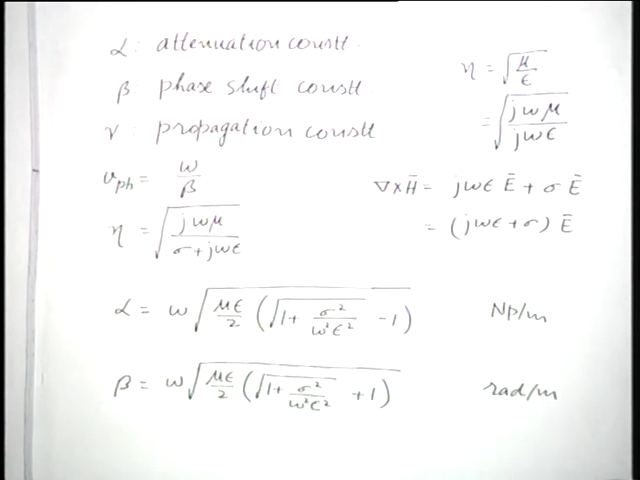 α : attenuation constt.
β phase shift constt
γ : propagation constt
η = √(μ/ϵ)
= √(jωμ/jωϵ)
v_ph = ω/β
∇×H̄ = jωϵ Ē + σ Ē
η = √(jωμ/(σ+jωϵ))
= (jωϵ+σ) Ē
α = ω√(μϵ/2 (√(1+σ²/ω²ϵ²) -1)) Np/m
β = ω√(μϵ/2 (√(1+σ²/ω²ϵ²) +1)) rad/m